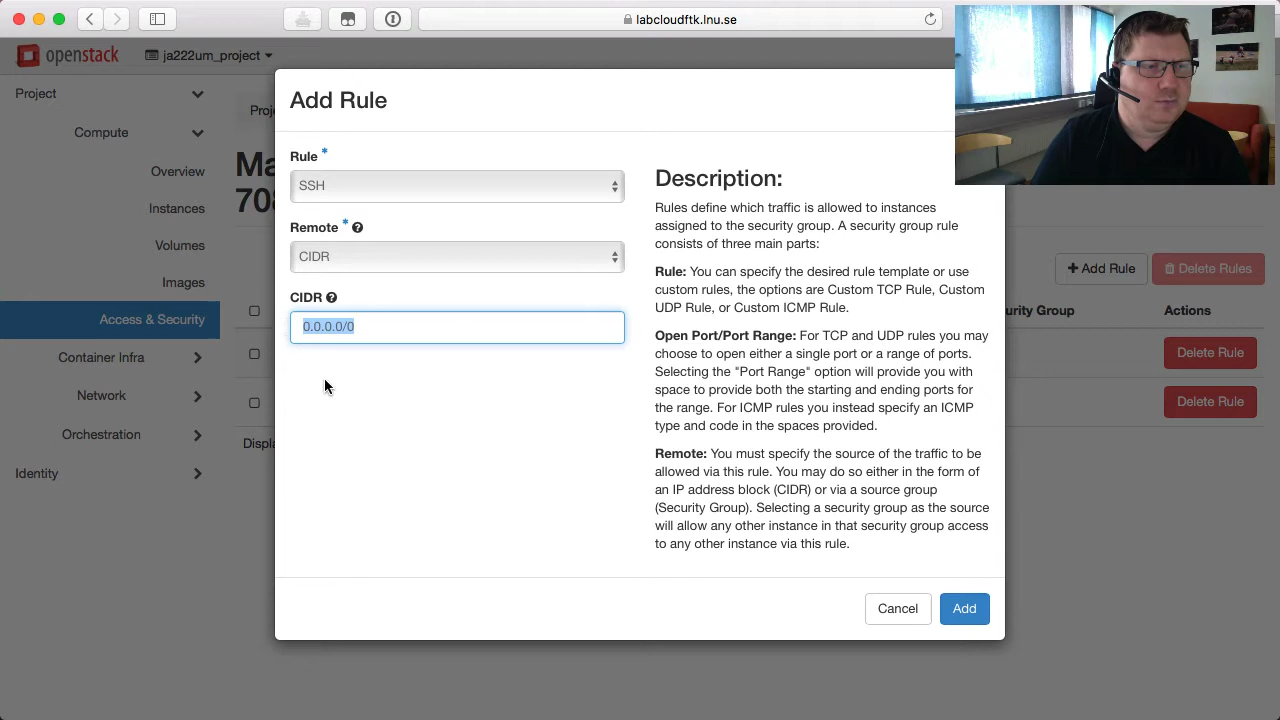 labcloudftk.lnu.se
openstack
ja222um_project
Project
Compute
Overview
Instances
Volumes
Images
Access & Security
Container Infra
Network
Orchestration
Identity
Proj
Ma
708
Add Rule
Delete Rules
urity Group
Actions
Delete Rule
Delete Rule
Displa
Add Rule
Rule *
SSH
Remote *
CIDR
CIDR
0.0.0.0/0
Description:
Rules define which traffic is allowed to instances
assigned to the security group. A security group rule
consists of three main parts:
Rule: You can specify the desired rule template or use
custom rules, the options are Custom TCP Rule, Custom
UDP Rule, or Custom ICMP Rule.
Open Port/Port Range: For TCP and UDP rules you may
choose to open either a single port or a range of ports.
Selecting the "Port Range" option will provide you with
space to provide both the starting and ending ports for
the range. For ICMP rules you instead specify an ICMP
type and code in the spaces provided.
Remote: You must specify the source of the traffic to be
allowed via this rule. You may do so either in the form of
an IP address block (CIDR) or via a source group
(Security Group). Selecting a security group as the source
will allow any other instance in that security group access
to any other instance via this rule.
Cancel
Add